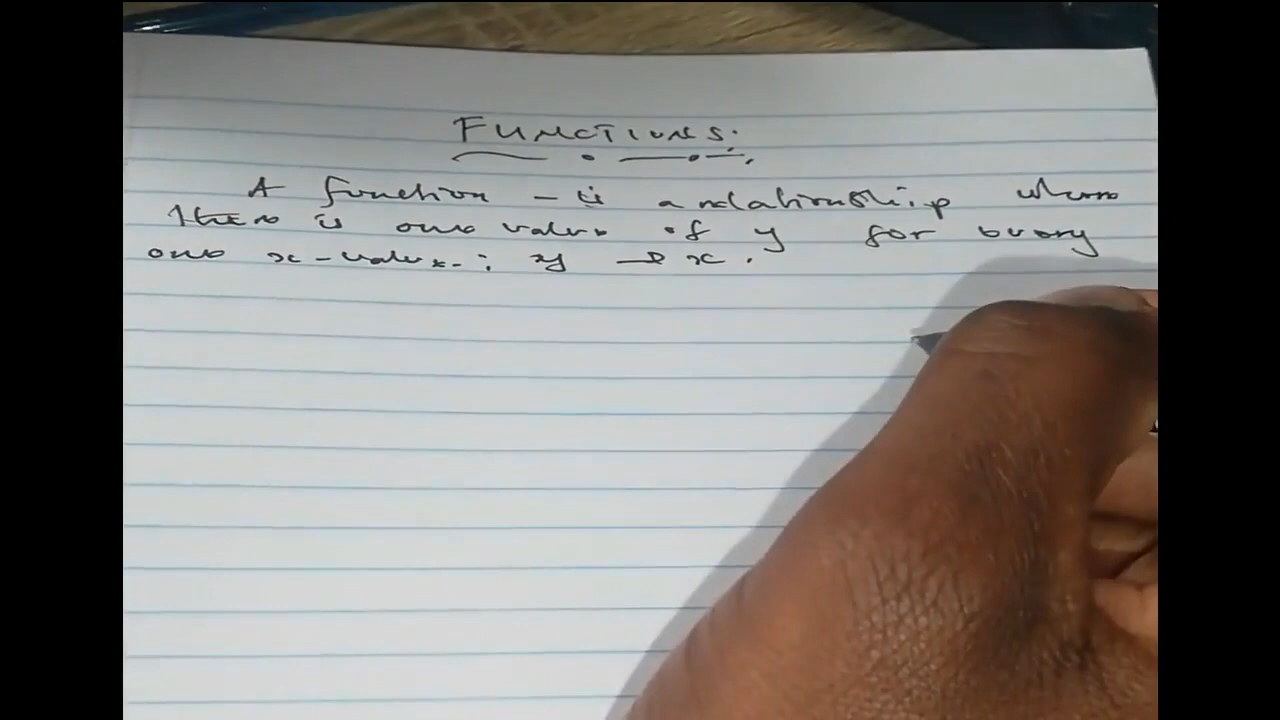 FUNCTIONS:
A function - is a relationship where
there is one value of y for every
one x-value : y → x.